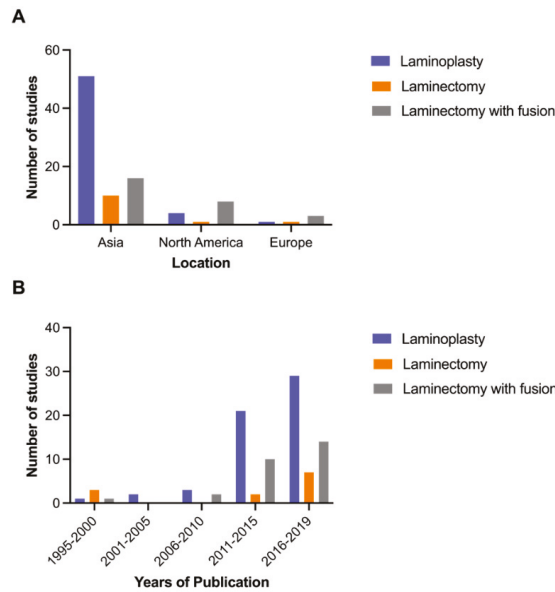 A
60
40
20
0
Number of studies
Asia
North America
Europe
Location
Laminoplasty
Laminectomy
Laminectomy with fusion
B
40
30
20
10
0
Number of studies
1995-2000
2001-2005
2006-2010
2011-2015
2016-2019
Years of Publication
Laminoplasty
Laminectomy
Laminectomy with fusion